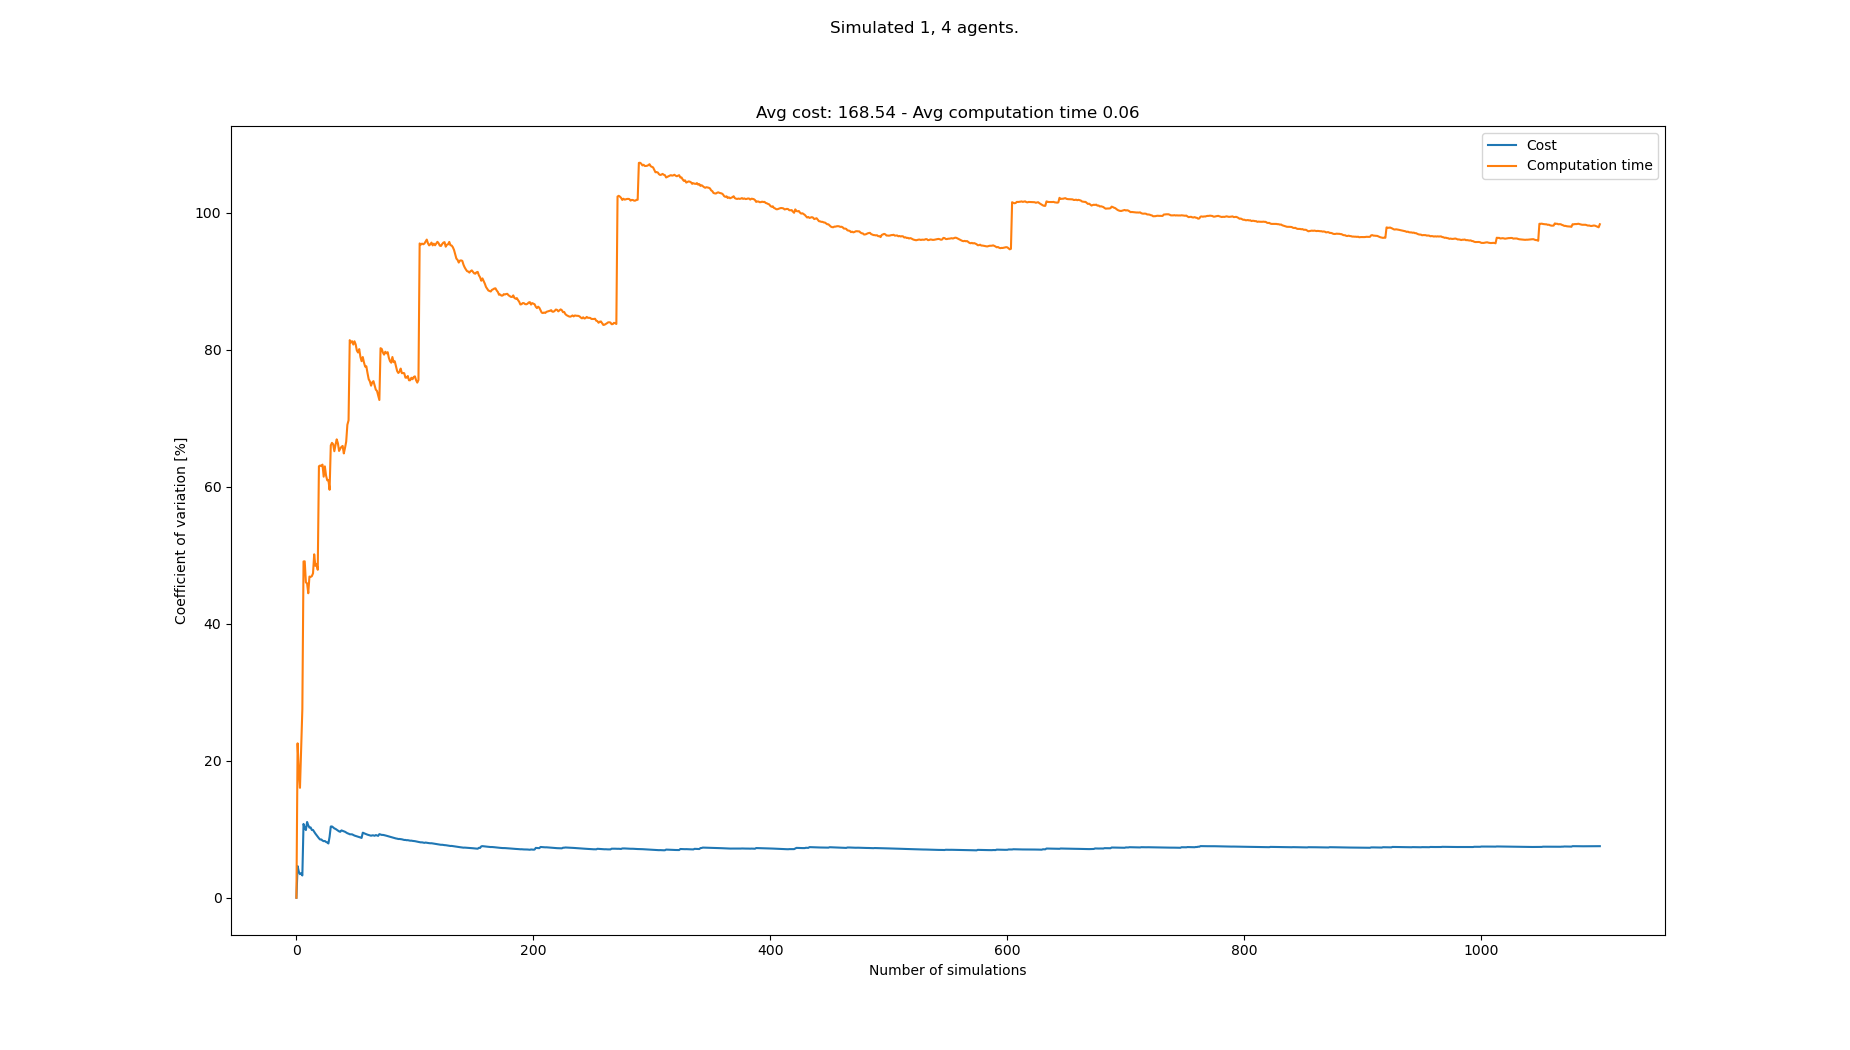 Simulated 1, 4 agents.
Avg cost: 168.54 - Avg computation time 0.06
Cost
Computation time
100
80
60
40
20
0
Coefficient of variation [%]
0 200 400 600 800 1000
Number of simulations